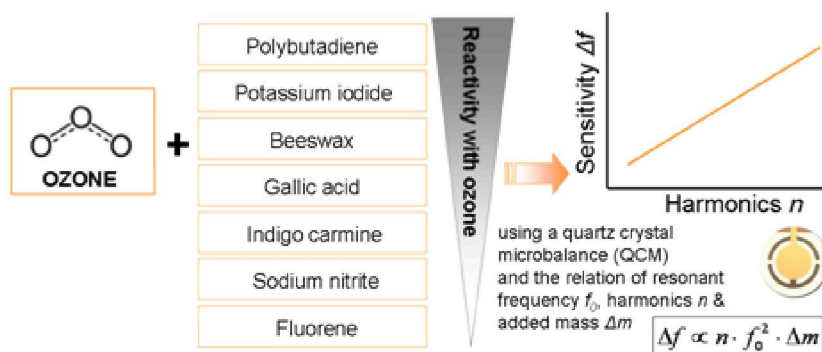 O
O O
OZONE
+
Polybutadiene
Potassium iodide
Beeswax
Gallic acid
Indigo carmine
Sodium nitrite
Fluorene
Reactivity with ozone
Sensitivity Δf
Harmonics n
using a quartz crystal
microbalance (QCM)
and the relation of resonant
frequency f₀, harmonics n &
added mass Δm
Δf ∝ n · f₀² · Δm